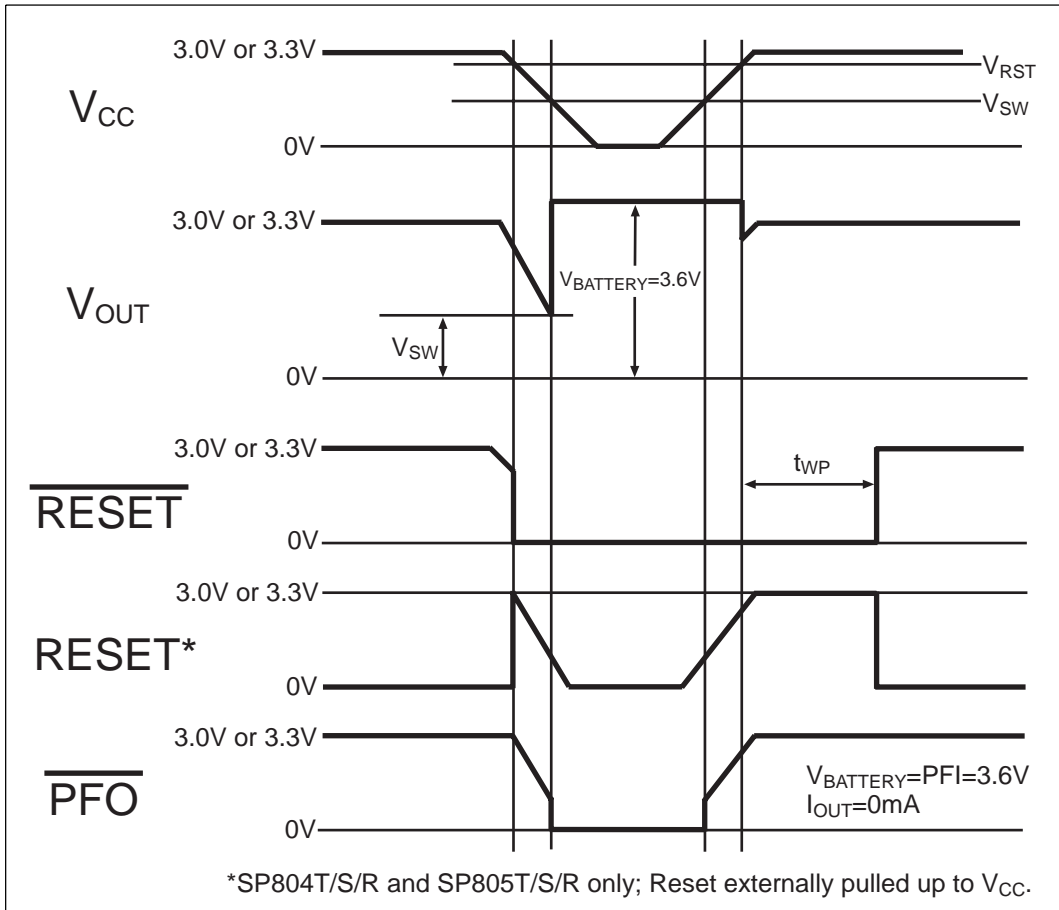 3.0V or 3.3V
VRST
VCC
VSW
0V
3.0V or 3.3V
VBATTERY=3.6V
VOUT
VSW
0V
3.0V or 3.3V
tWP
RESET
0V
3.0V or 3.3V
RESET*
0V
3.0V or 3.3V
PFO
VBATTERY=PFI=3.6V
IOUT=0mA
0V
*SP804T/S/R and SP805T/S/R only; Reset externally pulled up to VCC.